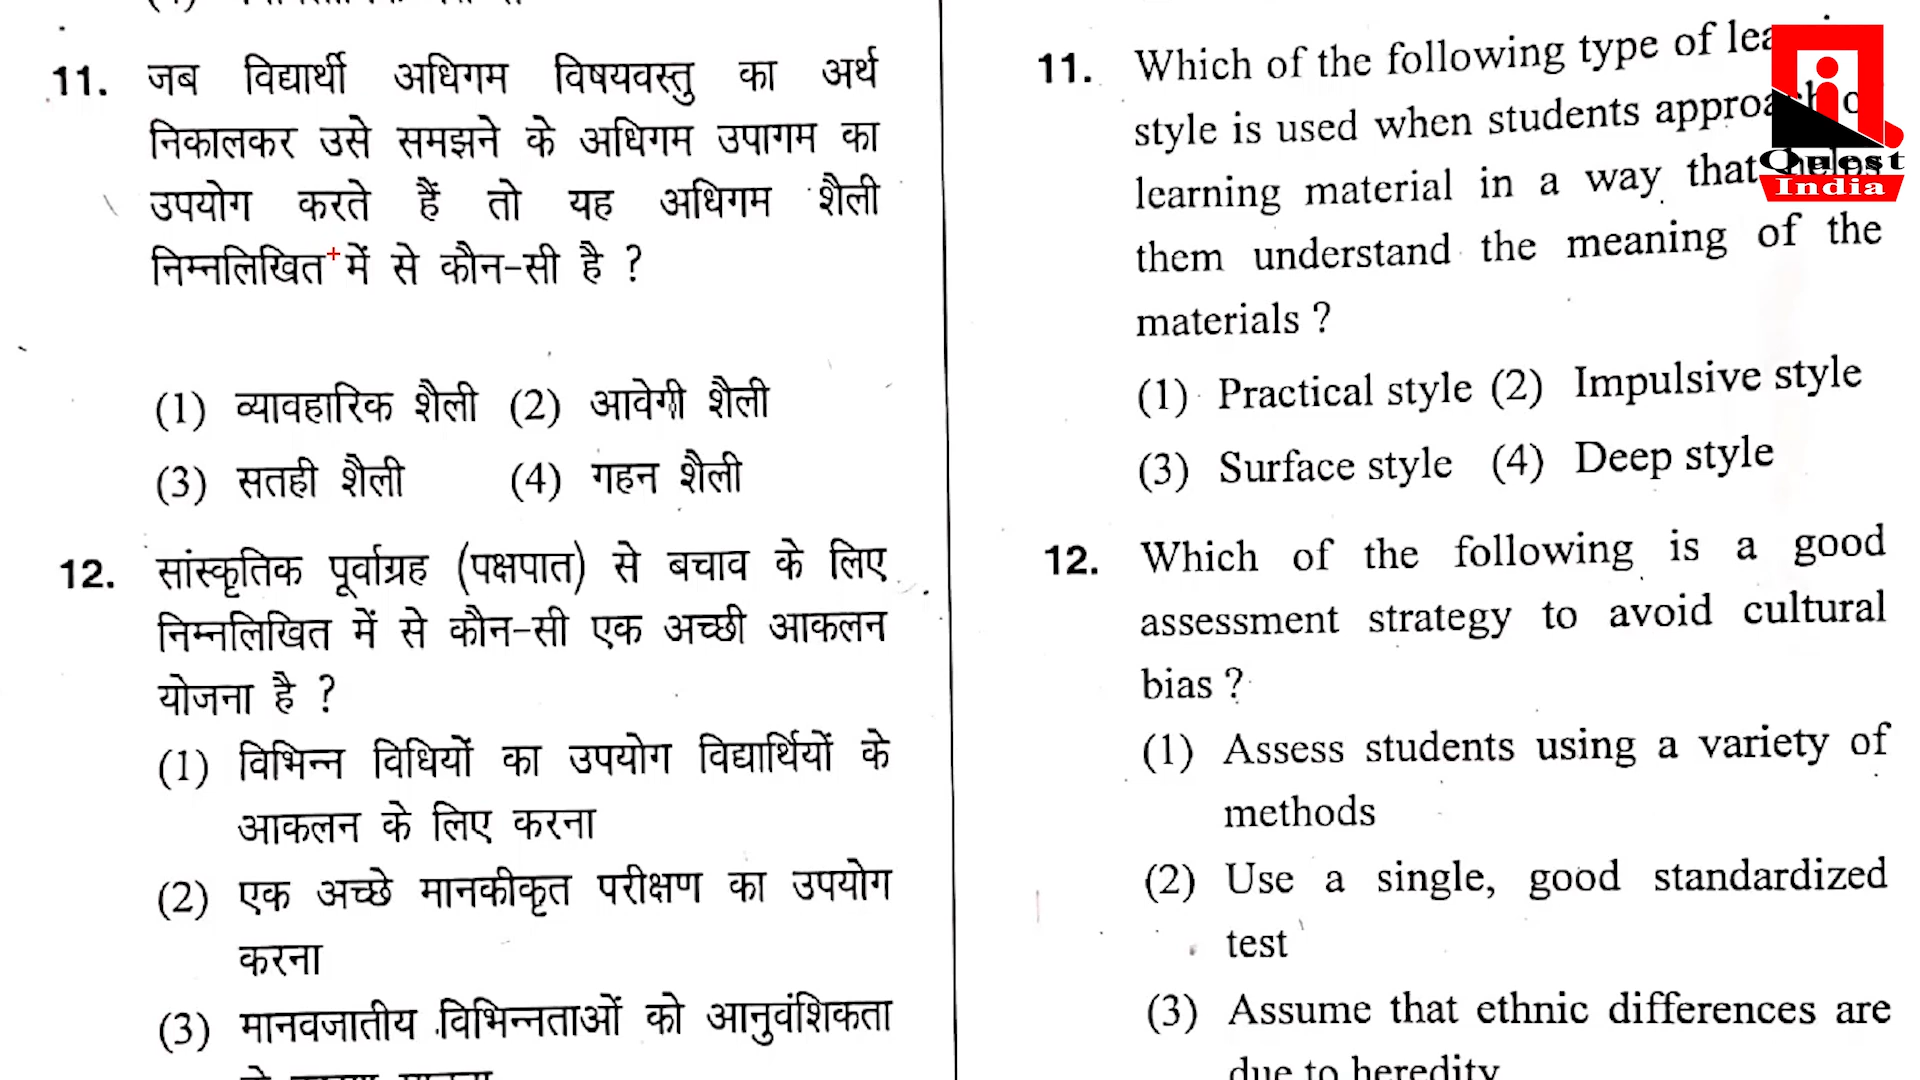 11. जब विद्यार्थी अधिगम विषयवस्तु का अर्थ
निकालकर उसे समझने के अधिगम उपागम का
उपयोग करते हैं तो यह अधिगम शैली
निम्नलिखित में से कौन-सी है ?
(1) व्यावहारिक शैली (2) आवेगी शैली
(3) सतही शैली (4) गहन शैली
12. सांस्कृतिक पूर्वाग्रह (पक्षपात) से बचाव के लिए
निम्नलिखित में से कौन-सी एक अच्छी आकलन
योजना है ?
(1) विभिन्न विधियों का उपयोग विद्यार्थियों के
आकलन के लिए करना
(2) एक अच्छे मानकीकृत परीक्षण का उपयोग
करना
(3) मानवजातीय विभिन्नताओं को आनुवंशिकता
11. Which of the following type of
style is used when students
learning material in a way that helps
them understand the meaning of the
materials ?
(1) Practical style (2) Impulsive style
(3) Surface style (4) Deep style
12. Which of the following is a good
assessment strategy to avoid cultural
bias ?
(1) Assess students using a variety of
methods
(2) Use a single, good standardized
test
(3) Assume that ethnic differences are
due to heredity
Quest
India